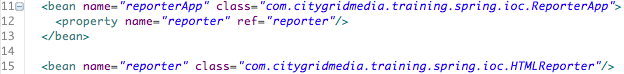 11 <bean name="reporterApp" class="com.citygridmedia.training.spring.ioc.ReporterApp">
12 <property name="reporter" ref="reporter"/>
13 </bean>
14
15 <bean name="reporter" class="com.citygridmedia.training.spring.ioc.HTMLReporter"/>